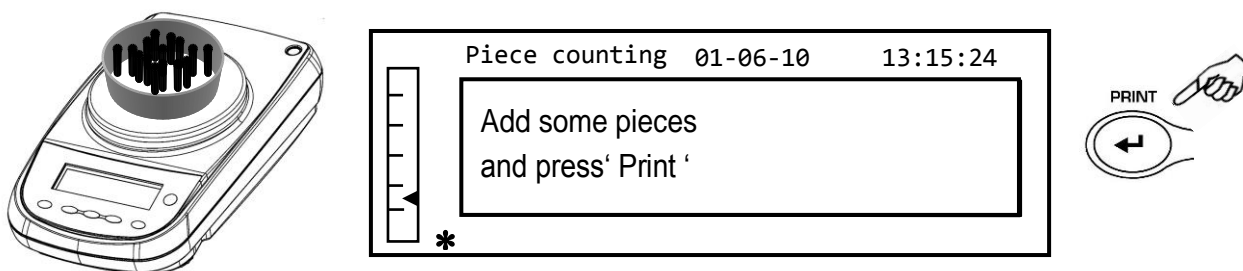 Piece counting 01-06-10 13:15:24
Add some pieces
and press‘ Print ‘
*
PRINT